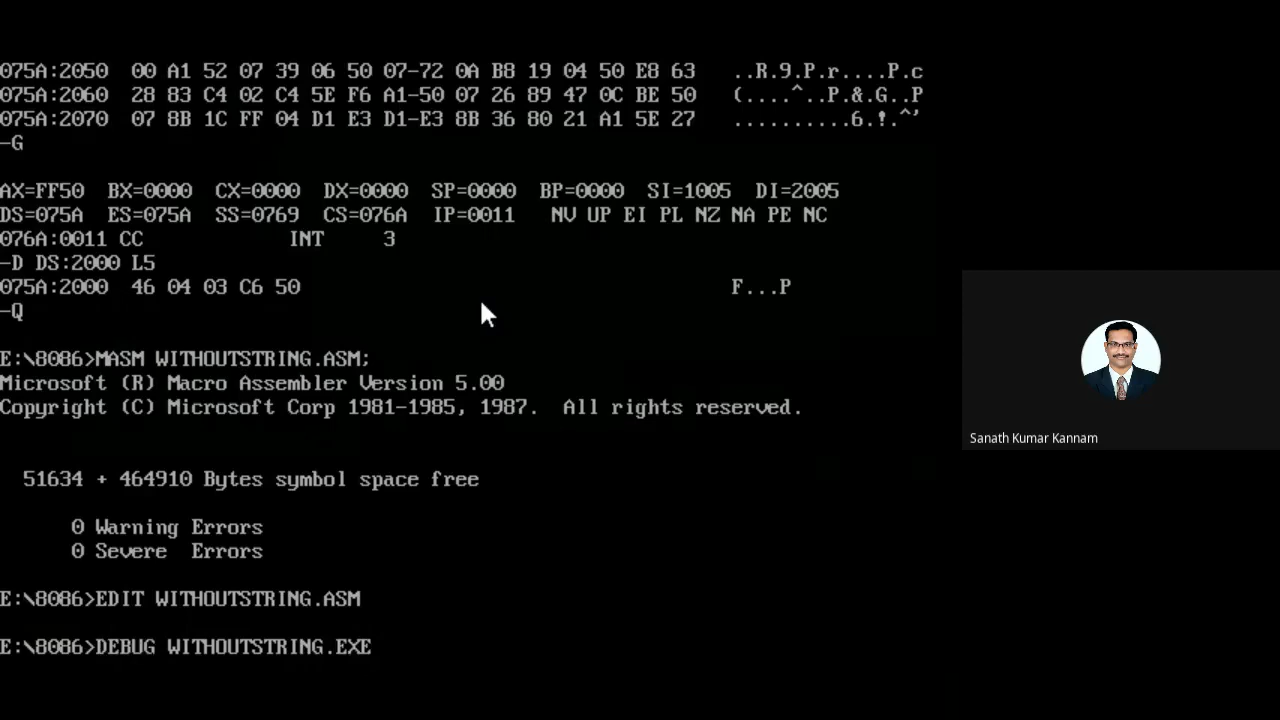 075A:2050  00 A1 52 07 39 06 50 07-72 0A B8 19 04 50 E8 63   ..R.9.P.r....P.c
075A:2060  28 83 C4 02 C4 5E F6 A1-50 07 26 89 47 0C BE 50   (....^..P.&.G..P
075A:2070  07 8B 1C FF 04 D1 E3 D1-E3 8B 36 80 21 A1 5E 27   ..........6.!.^'
-G
AX=FF50  BX=0000  CX=0000  DX=0000  SP=0000  BP=0000  SI=1005  DI=2005
DS=075A  ES=075A  SS=0769  CS=076A  IP=0011   NV UP EI PL NZ NA PE NC
076A:0011 CC            INT     3
-D DS:2000 L5
075A:2000  46 04 03 C6 50                                    F...P
-Q
E:\8086>MASM WITHOUTSTRING.ASM;
Microsoft (R) Macro Assembler Version 5.00
Copyright (C) Microsoft Corp 1981-1985, 1987.  All rights reserved.
51634 + 464910 Bytes symbol space free
0 Warning Errors
0 Severe  Errors
E:\8086>EDIT WITHOUTSTRING.ASM
E:\8086>DEBUG WITHOUTSTRING.EXE
Sanath Kumar Kannam